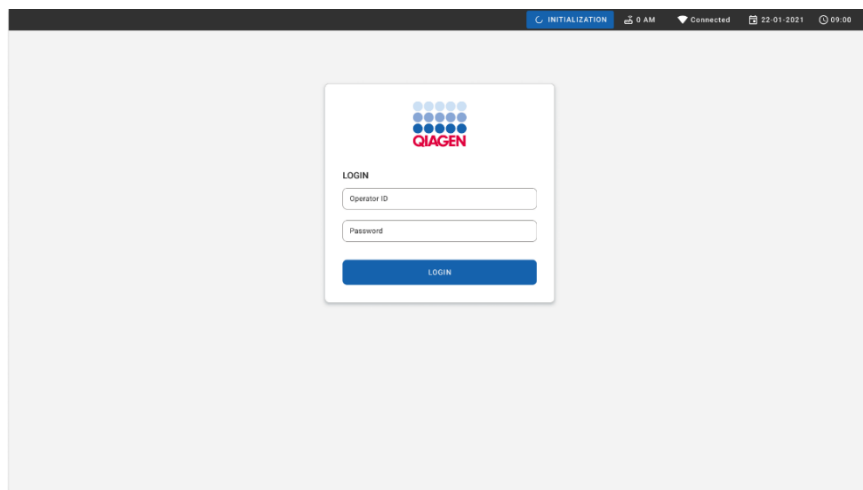 INITIALIZATION 0 AM Connected 22-01-2021 09:00
QIAGEN
LOGIN
Operator ID
Password
LOGIN